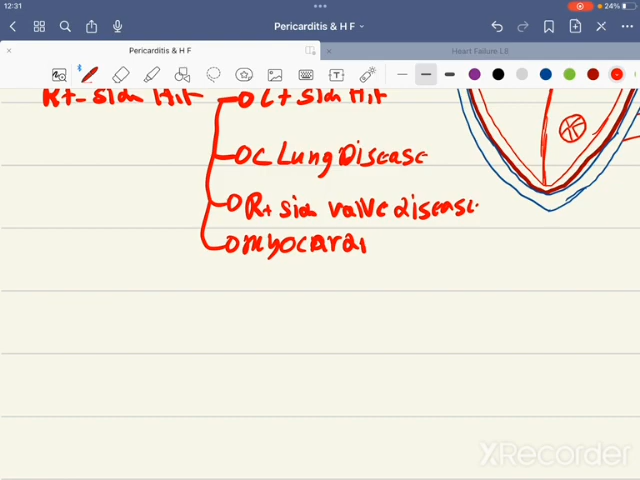 12:31
24%
Pericarditis & H F
Pericarditis & H F
Heart Failure L8
Rt- sid HF
Lt sid HF
C Lung Disease
Rt sid valve disease
myocard
XRecorder